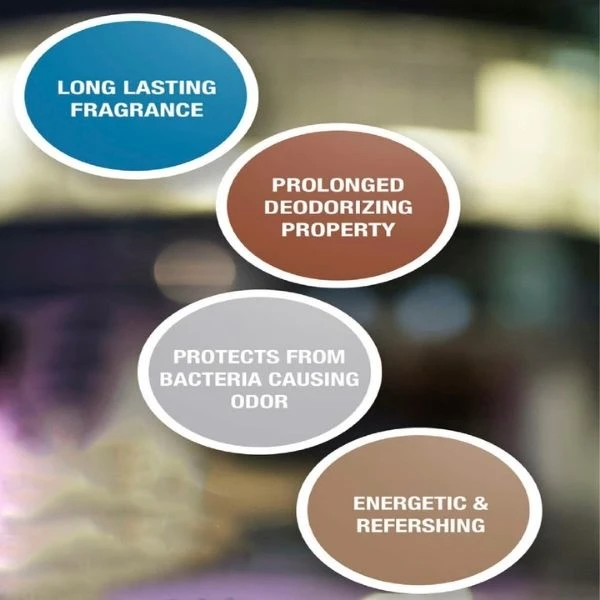 LONG LASTING
FRAGRANCE
PROLONGED
DEODORIZING
PROPERTY
PROTECTS FROM
BACTERIA CAUSING
ODOR
ENERGETIC &
REFERSHING